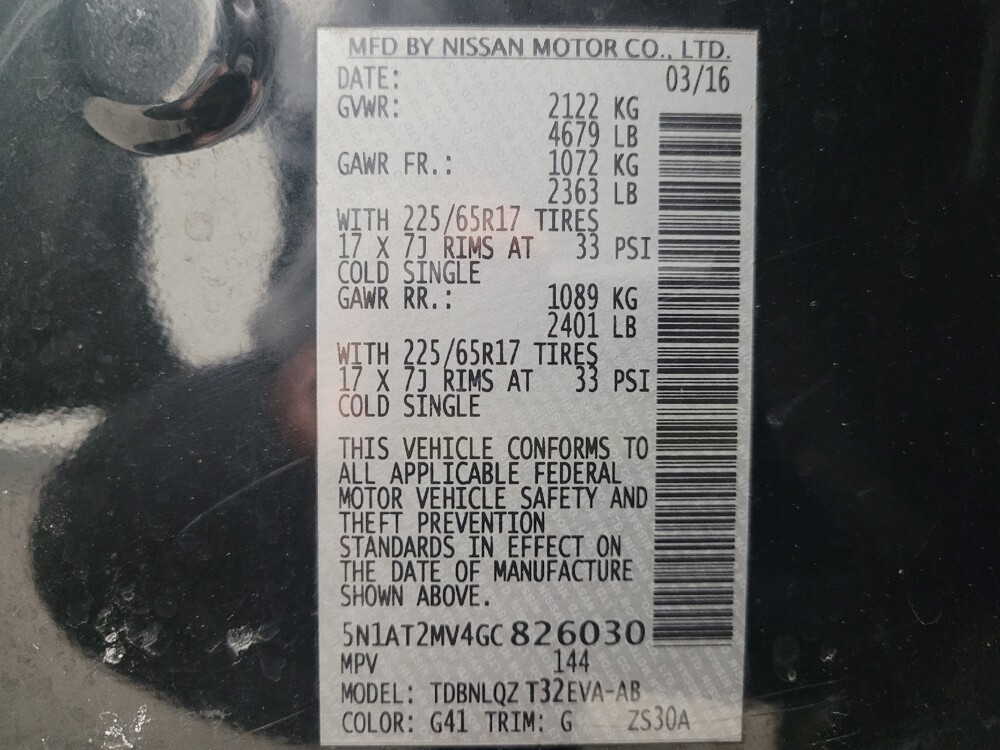 MFD BY NISSAN MOTOR CO., LTD.
DATE: 03/16
GVWR: 2122 KG
4679 LB
GAWR FR.: 1072 KG
2363 LB
WITH 225/65R17 TIRES
17 X 7J RIMS AT 33 PSI
COLD SINGLE
GAWR RR.: 1089 KG
2401 LB
WITH 225/65R17 TIRES
17 X 7J RIMS AT 33 PSI
COLD SINGLE
THIS VEHICLE CONFORMS TO
ALL APPLICABLE FEDERAL
MOTOR VEHICLE SAFETY AND
THEFT PREVENTION
STANDARDS IN EFFECT ON
THE DATE OF MANUFACTURE
SHOWN ABOVE.
5N1AT2MV4GC826030
MPV 144
MODEL: TDBNLQZ T32EVA-AB
COLOR: G41 TRIM: G ZS30A